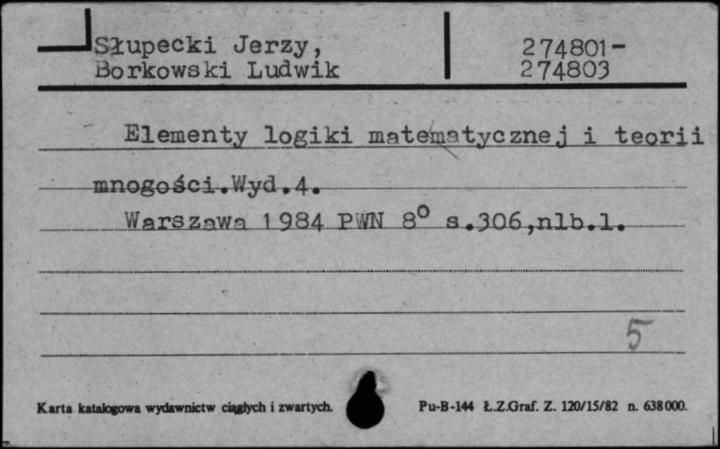 Słupecki Jerzy,
Borkowski Ludwik
274801-
274803
Elementy logiki matematycznej i teorii
mnogości.Wyd.4.
Warszawa 1984 PWN 8° s.306,nlb.1.
5
Karta katalogowa wydawnictw ciągłych i zwartych.
Pu-B-144 Ł.Z.Graf. Z. 120/15/82 n. 638000.